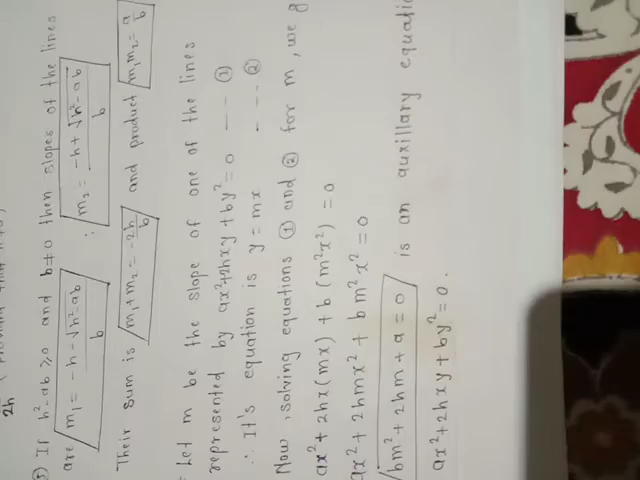 2h
⑤ If h²-ab ≥ 0 and b≠0 then slopes of the lines
are m₁ = -h-√h²-ab / b ; m₂ = -h+√h²-ab / b
Their sum is m₁+m₂ = -2h/b and product m₁m₂ = a/b
Let m be the slope of one of the lines
represented by ax²+2hxy+by²=0 --- ①
∴ It's equation is y=mx --- ②
Now, solving equations ① and ② for m, we g
ax²+2hx(mx)+b(m²x²)=0
ax²+2hmx²+bm²x²=0
bm²+2hm+a=0 is an auxillary equatio
ax²+2hxy+by²=0.